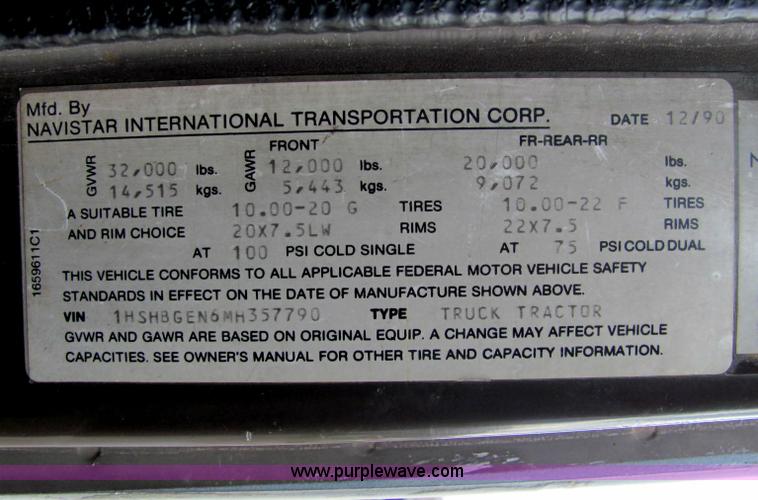 Mfd. By
NAVISTAR INTERNATIONAL TRANSPORTATION CORP. DATE 12/90
FRONT FR-REAR-RR
GVWR 32,000 lbs. GAWR 12,000 lbs. 20,000 lbs.
14,515 kgs. 5,443 kgs. 9,072 kgs.
A SUITABLE TIRE 10.00-20 G TIRES 10.00-22 F TIRES
AND RIM CHOICE 20X7.5LW RIMS 22X7.5 RIMS
AT 100 PSI COLD SINGLE AT 75 PSI COLD DUAL
THIS VEHICLE CONFORMS TO ALL APPLICABLE FEDERAL MOTOR VEHICLE SAFETY
STANDARDS IN EFFECT ON THE DATE OF MANUFACTURE SHOWN ABOVE.
VIN 1HSHBGEN6MH357790 TYPE TRUCK TRACTOR
GVWR AND GAWR ARE BASED ON ORIGINAL EQUIP. A CHANGE MAY AFFECT VEHICLE
CAPACITIES. SEE OWNER'S MANUAL FOR OTHER TIRE AND CAPACITY INFORMATION.
1659611C1
www.purplewave.com